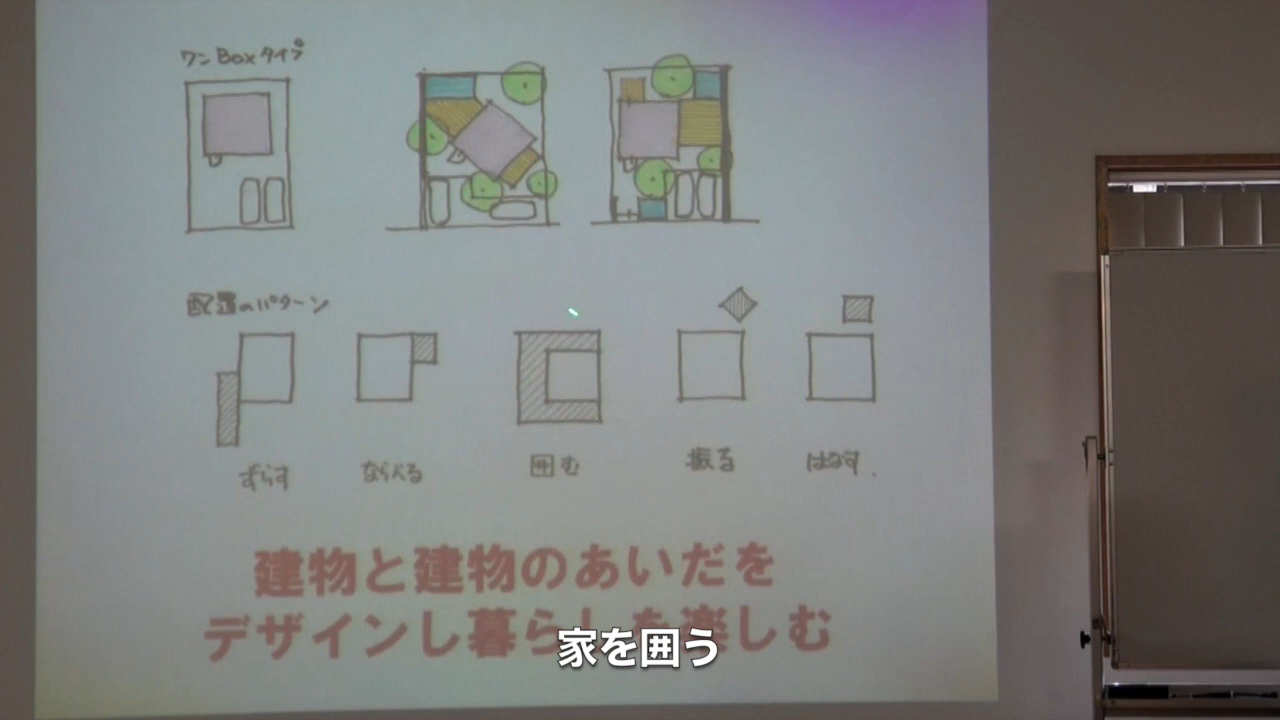 ワンBoxタイプ
配置のパターン
ずらす
ならべる
囲む
振る
はなす.
建物と建物のあいだを
デザインし暮らしを楽しむ
家を囲う